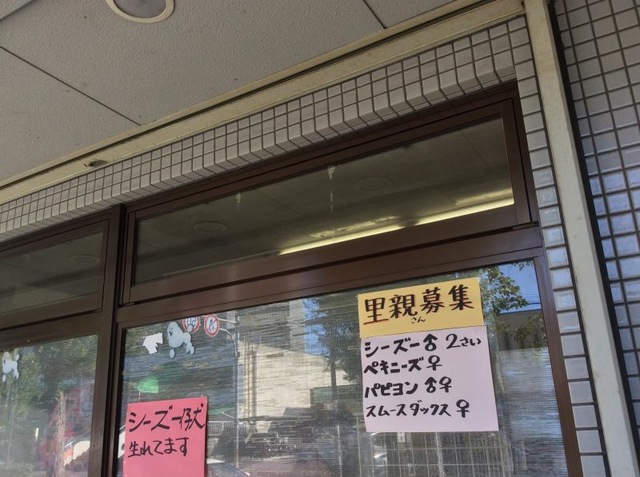 里親募集
さん
シーズー♂ 2さい
ペキニーズ♀
パピヨン♂♀
スムースダックス♀
シーズー仔犬
生れてます